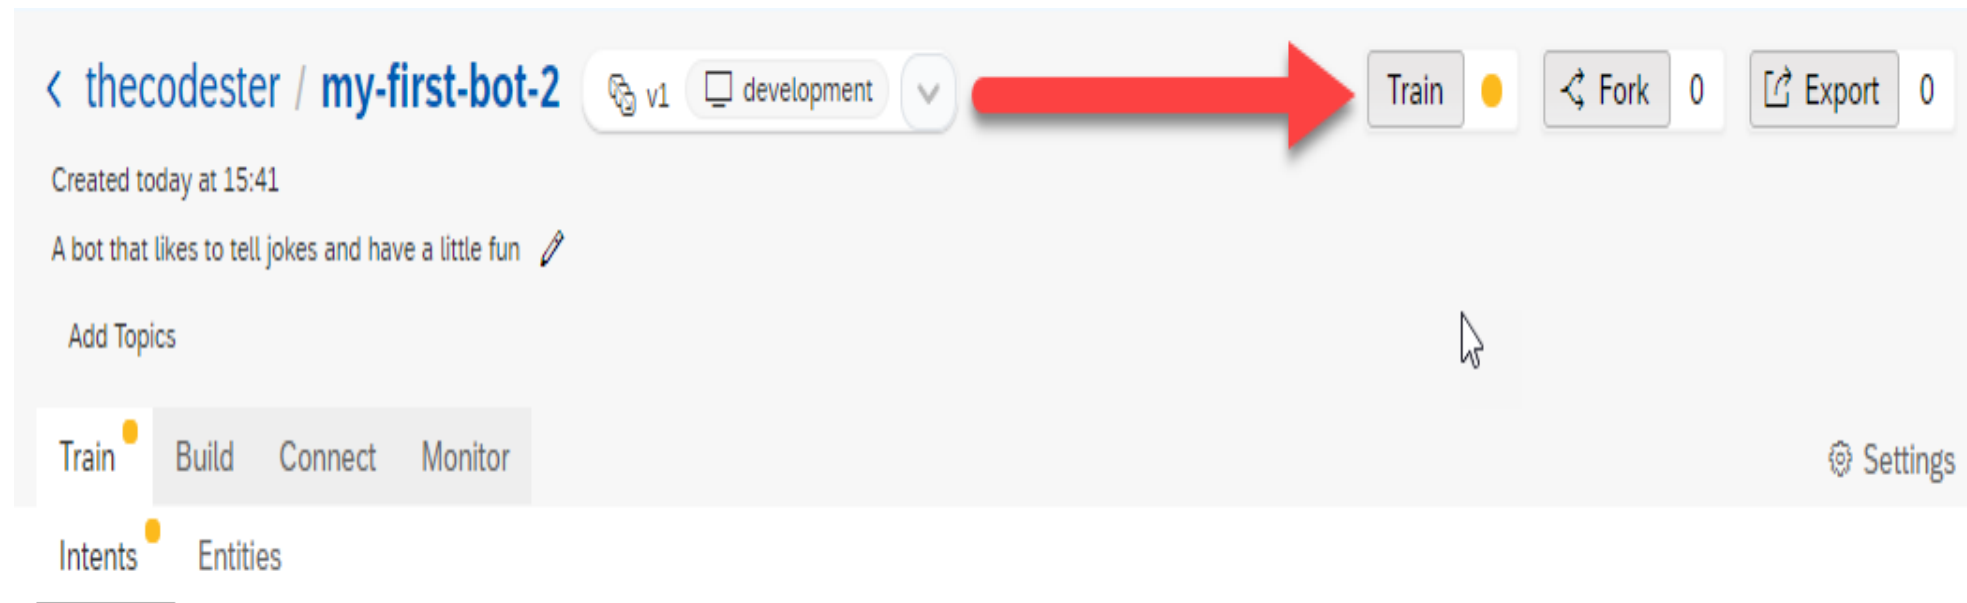 thecodester / my-first-bot-2 v1 development Train Fork 0 Export 0
Created today at 15:41
A bot that likes to tell jokes and have a little fun
Add Topics
Train Build Connect Monitor Settings
Intents Entities